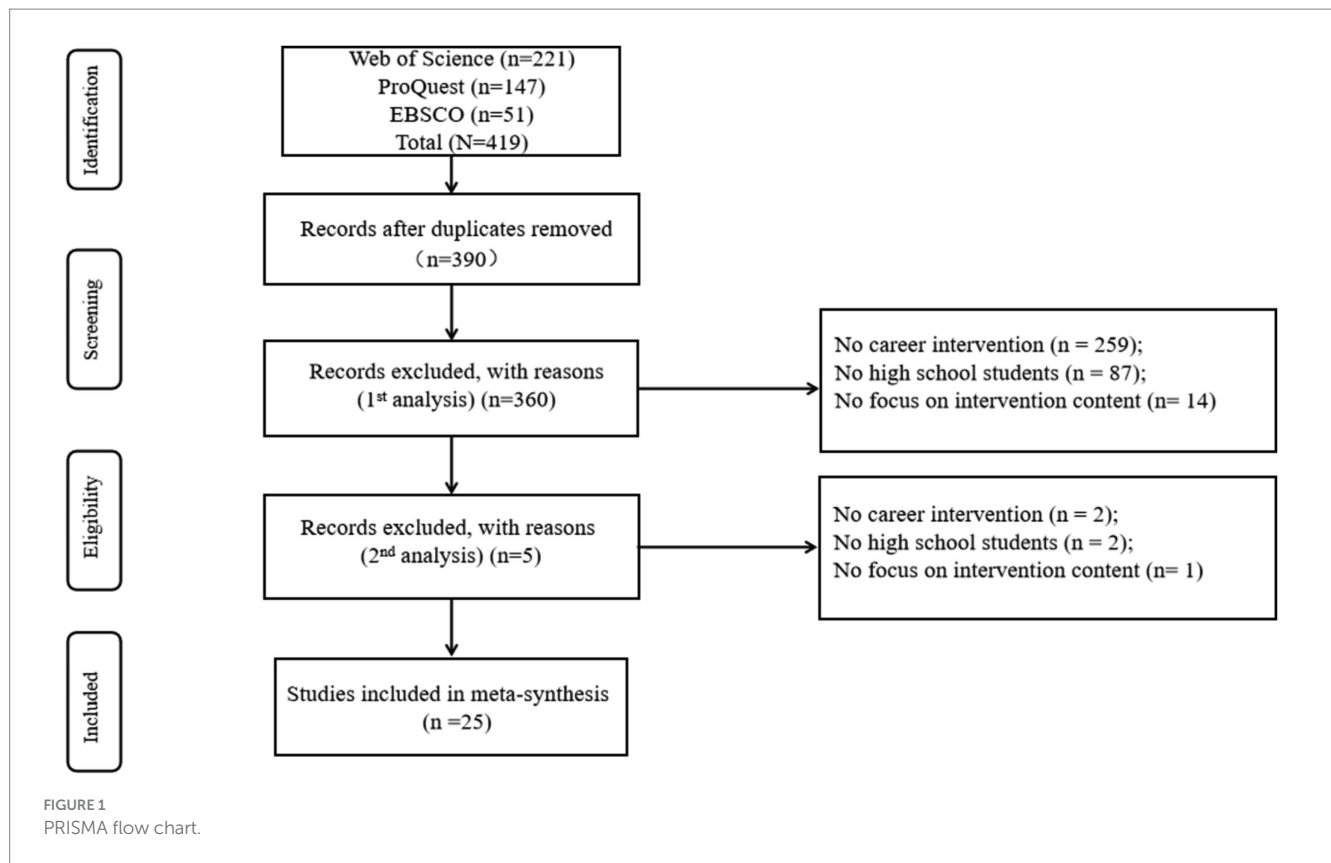 Identification
Web of Science (n=221)
ProQuest (n=147)
EBSCO (n=51)
Total (N=419)
Screening
Records after duplicates removed
（n=390）
Records excluded, with reasons
(1st analysis) (n=360)
No career intervention (n = 259);
No high school students (n = 87);
No focus on intervention content (n= 14)
Eligibility
Records excluded, with reasons
(2nd analysis) (n=5)
No career intervention (n = 2);
No high school students (n = 2);
No focus on intervention content (n= 1)
Included
Studies included in meta-synthesis
(n =25)
FIGURE 1
PRISMA flow chart.